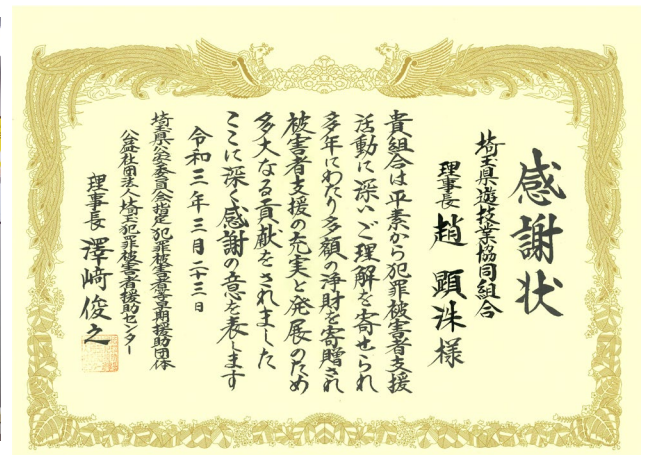 感謝状
埼玉県遊技業協同組合
理事長 趙 顕洙 様
貴組合は平素から犯罪被害者支援
活動に深いご理解を寄せられ
多年にわたり多額の浄財を寄贈され
被害者支援の充実と発展のため
多大なる貢献をされました
ここに深く感謝の意を表します
令和三年三月二十三日
埼玉県公安委員会指定犯罪被害者等早期援助団体
公益社団法人埼玉犯罪被害者援助センター
理事長 澤﨑俊之